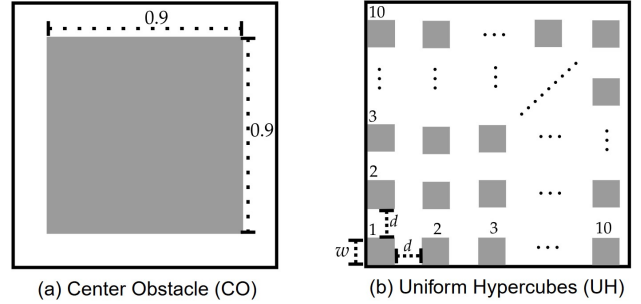 0.9
0.9
(a) Center Obstacle (CO)
10
3
2
d
1
2
3
10
w
d
(b) Uniform Hypercubes (UH)